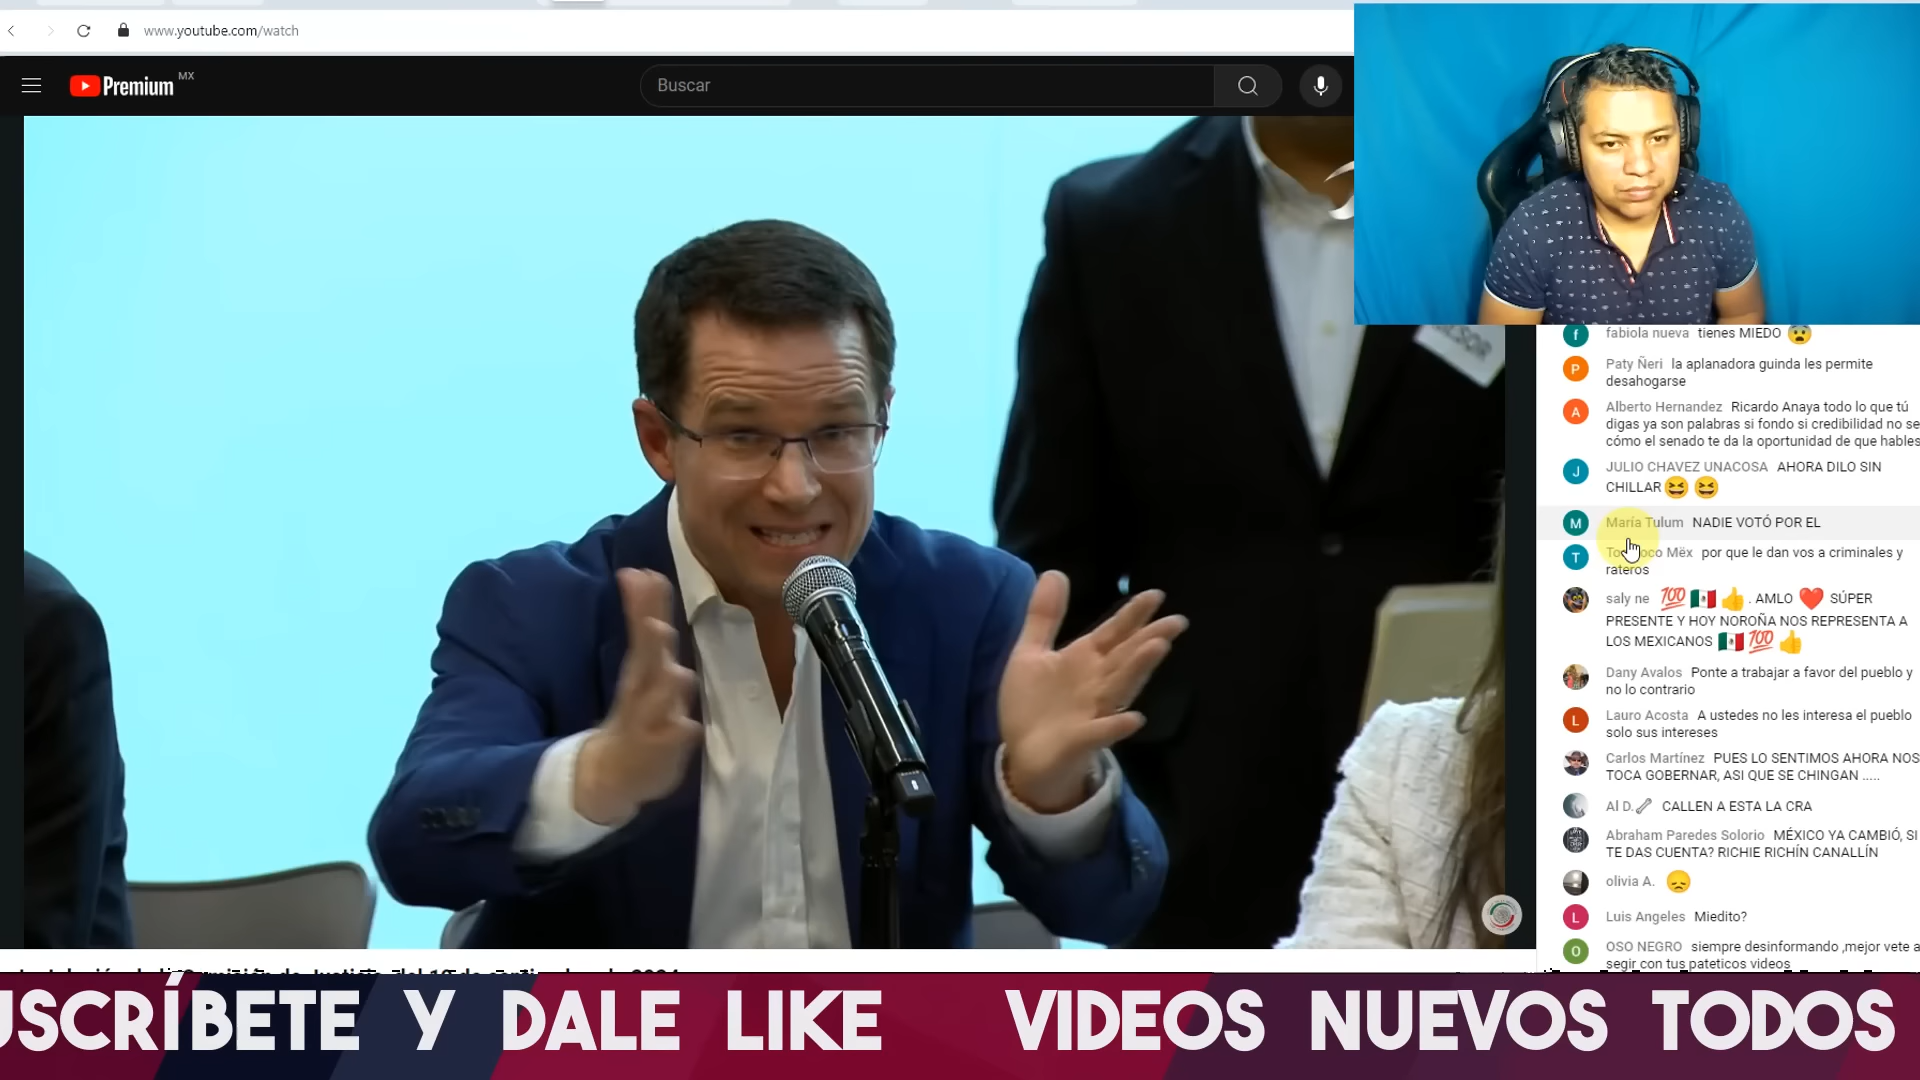 www.youtube.com/watch
Premium MX
Buscar
fabiola nueva tienes MIEDO
Paty Ñeri la aplanadora guinda les permite
desahogarse
Alberto Hernandez Ricardo Anaya todo lo que tú
digas ya son palabras si fondo si credibilidad no se
cómo el senado te da la oportunidad de que hables
JULIO CHAVEZ UNACOSA AHORA DILO SIN
CHILLAR
María Tulum NADIE VOTÓ POR EL
Mëx por que le dan vos a criminales y
rateros
saly ne 💯🇲🇽👍. AMLO ❤️ SÚPER
PRESENTE Y HOY NOROÑA NOS REPRESENTA A
LOS MEXICANOS 🇲🇽💯👍
Dany Avalos Ponte a trabajar a favor del pueblo y
no lo contrario
Lauro Acosta A ustedes no les interesa el pueblo
solo sus intereses
Carlos Martínez PUES LO SENTIMOS AHORA NOS
TOCA GOBERNAR, ASI QUE SE CHINGAN .....
Al D. CALLEN A ESTA LA CRA
Abraham Paredes Solorio MÉXICO YA CAMBIÓ, SI
TE DAS CUENTA? RICHIE RICHÍN CANALLÍN
olivia A.
Luis Angeles Miedito?
OSO NEGRO siempre desinformando ,mejor vete a
segir con tus pateticos videos
USCRÍBETE Y DALE LIKE VIDEOS NUEVOS TODOS